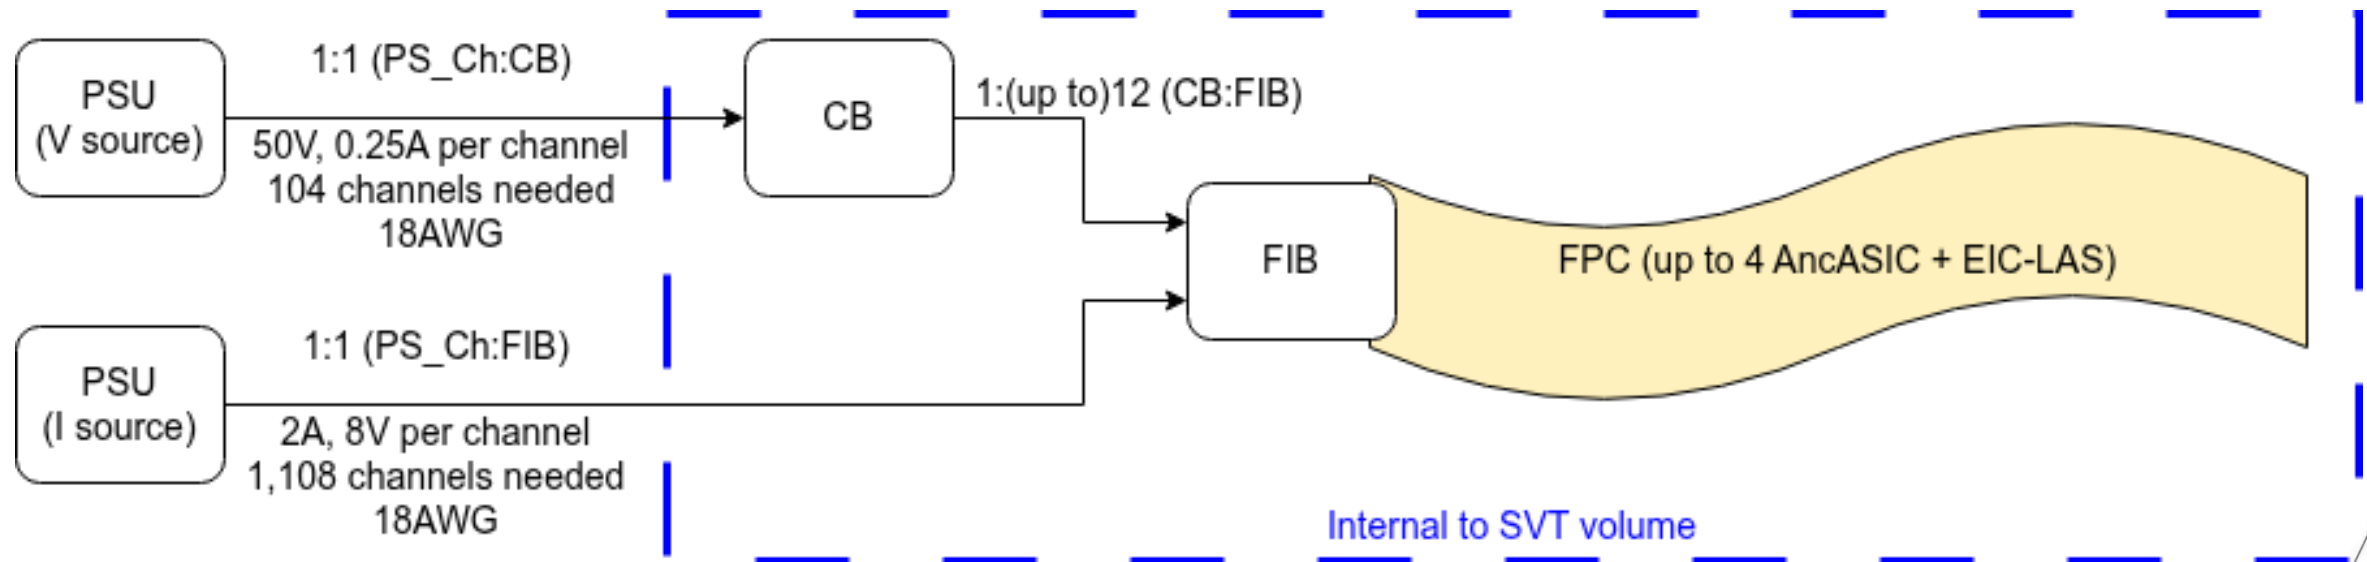 PSU
(V source)
1:1 (PS_Ch:CB)
50V, 0.25A per channel
104 channels needed
18AWG
CB
1:(up to)12 (CB:FIB)
FIB
FPC (up to 4 AncASIC + EIC-LAS)
PSU
(I source)
1:1 (PS_Ch:FIB)
2A, 8V per channel
1,108 channels needed
18AWG
Internal to SVT volume